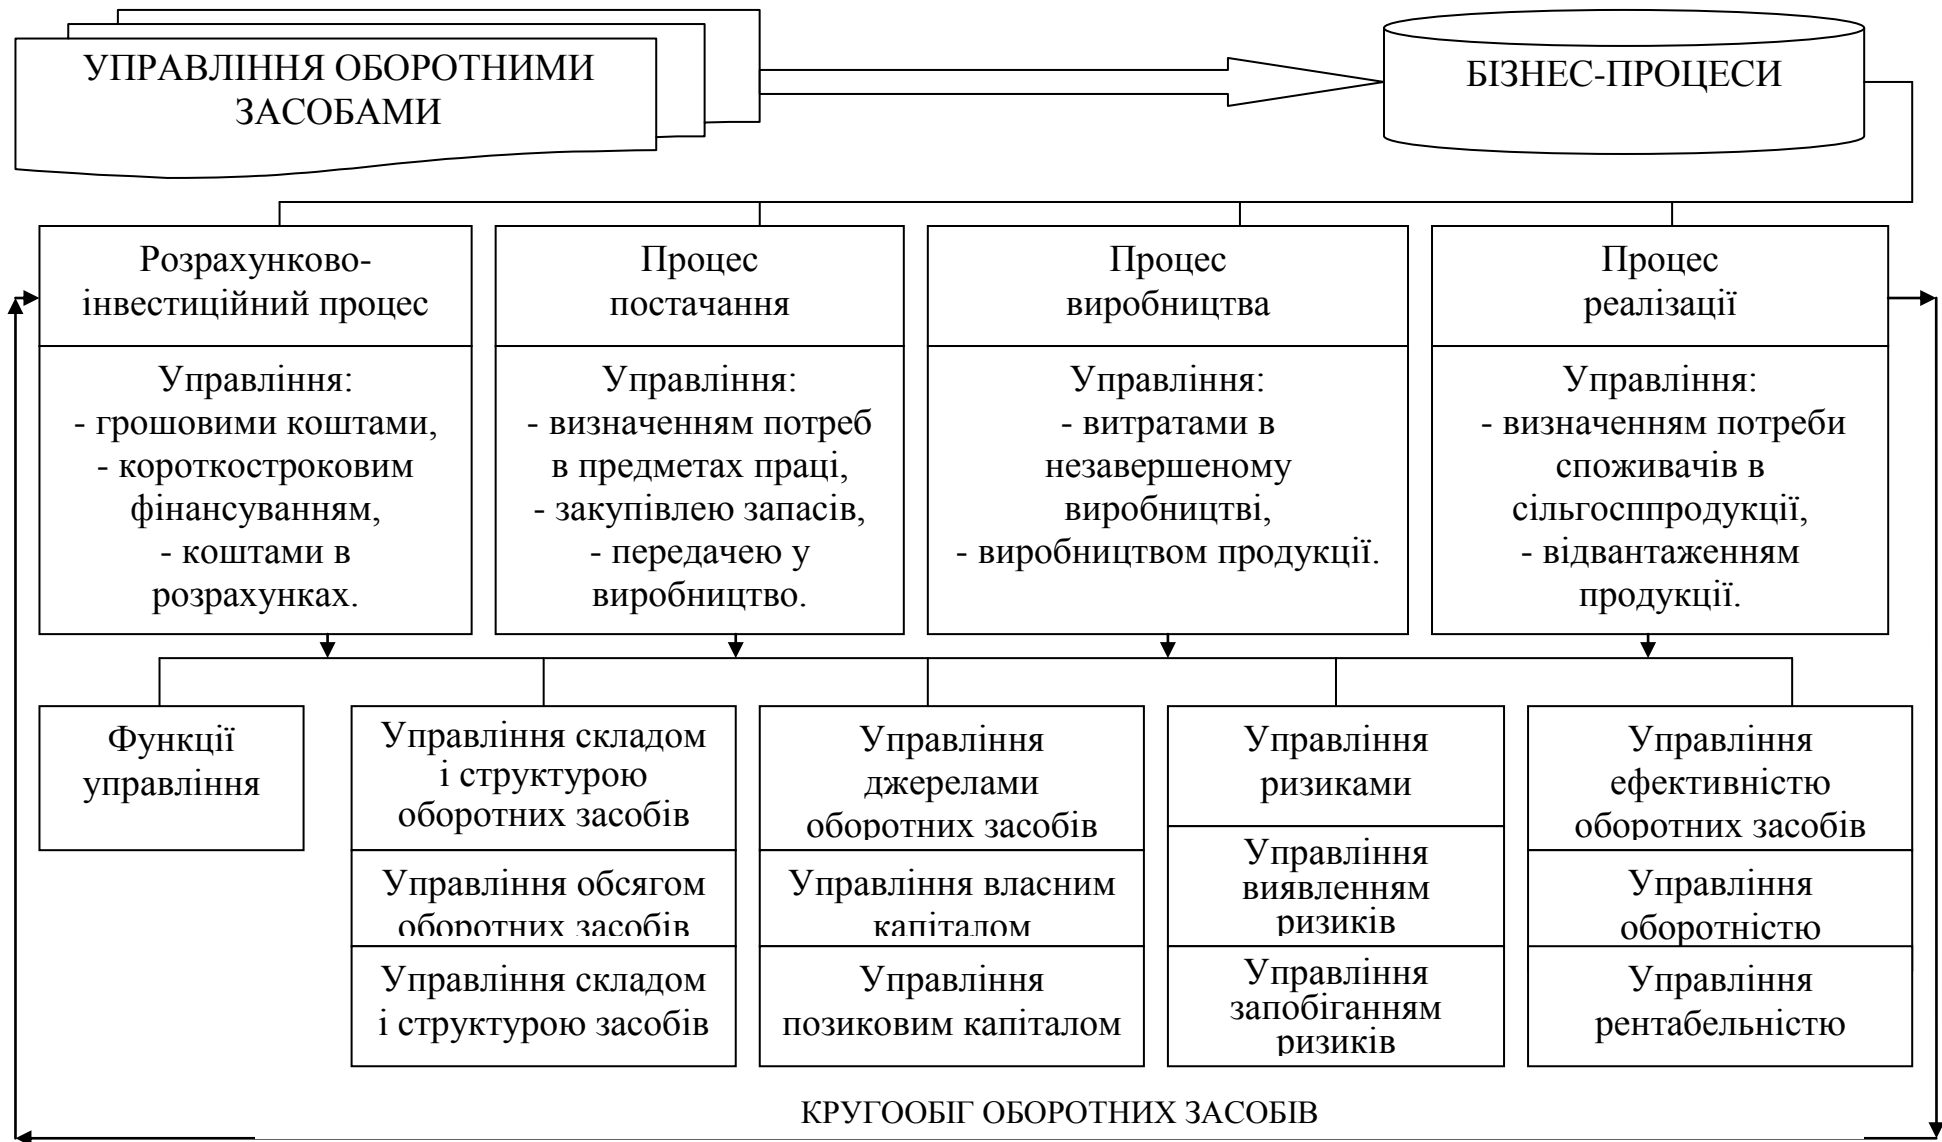 УПРАВЛІННЯ ОБОРОТНИМИ
ЗАСОБАМИ
БІЗНЕС-ПРОЦЕСИ
Розрахунково-
інвестиційний процес
Управління:
- грошовими коштами,
- короткостроковим
фінансуванням,
- коштами в
розрахунках.
Процес
постачання
Управління:
- визначенням потреб
в предметах праці,
- закупівлею запасів,
- передачею у
виробництво.
Процес
виробництва
Управління:
- витратами в
незавершеному
виробництві,
- виробництвом продукції.
Процес
реалізації
Управління:
- визначенням потреби
споживачів в
сільгосппродукції,
- відвантаженням
продукції.
Функції
управління
Управління складом
і структурою
оборотних засобів
Управління обсягом
оборотних засобів
Управління складом
і структурою засобів
Управління
джерелами
оборотних засобів
Управління власним
капіталом
Управління
позиковим капіталом
Управління
ризиками
Управління
виявленням
ризиків
Управління
запобіганням
ризиків
Управління
ефективністю
оборотних засобів
Управління
оборотністю
Управління
рентабельністю
КРУГООБІГ ОБОРОТНИХ ЗАСОБІВ